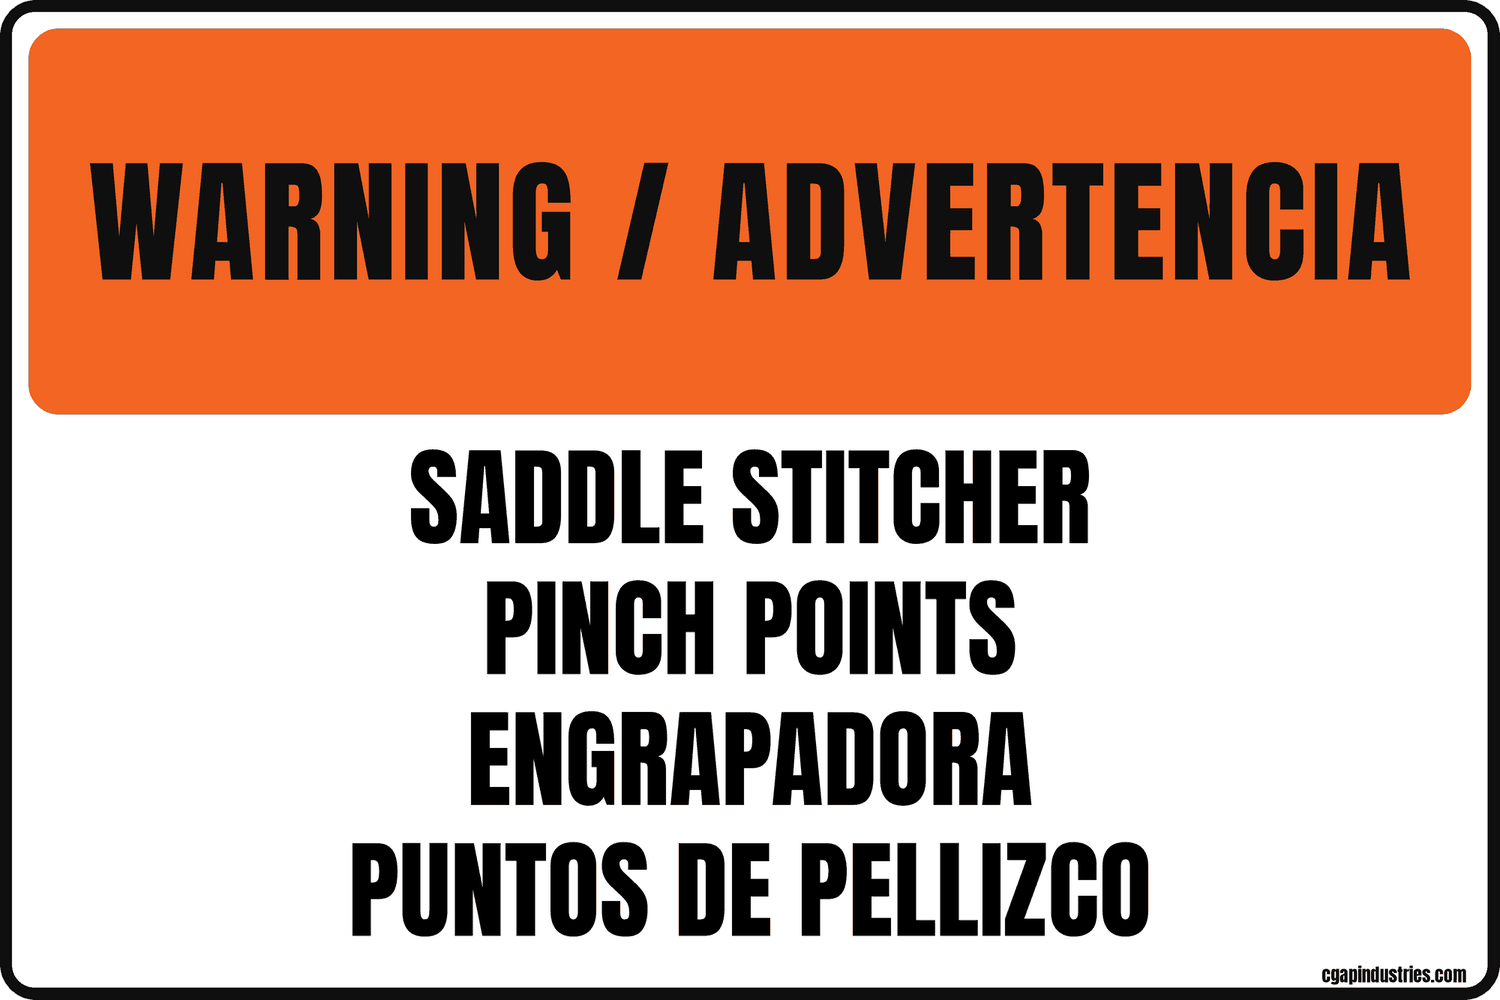 WARNING / ADVERTENCIA
SADDLE STITCHER
PINCH POINTS
ENGRAPADORA
PUNTOS DE PELLIZCO
cgapindustries.com